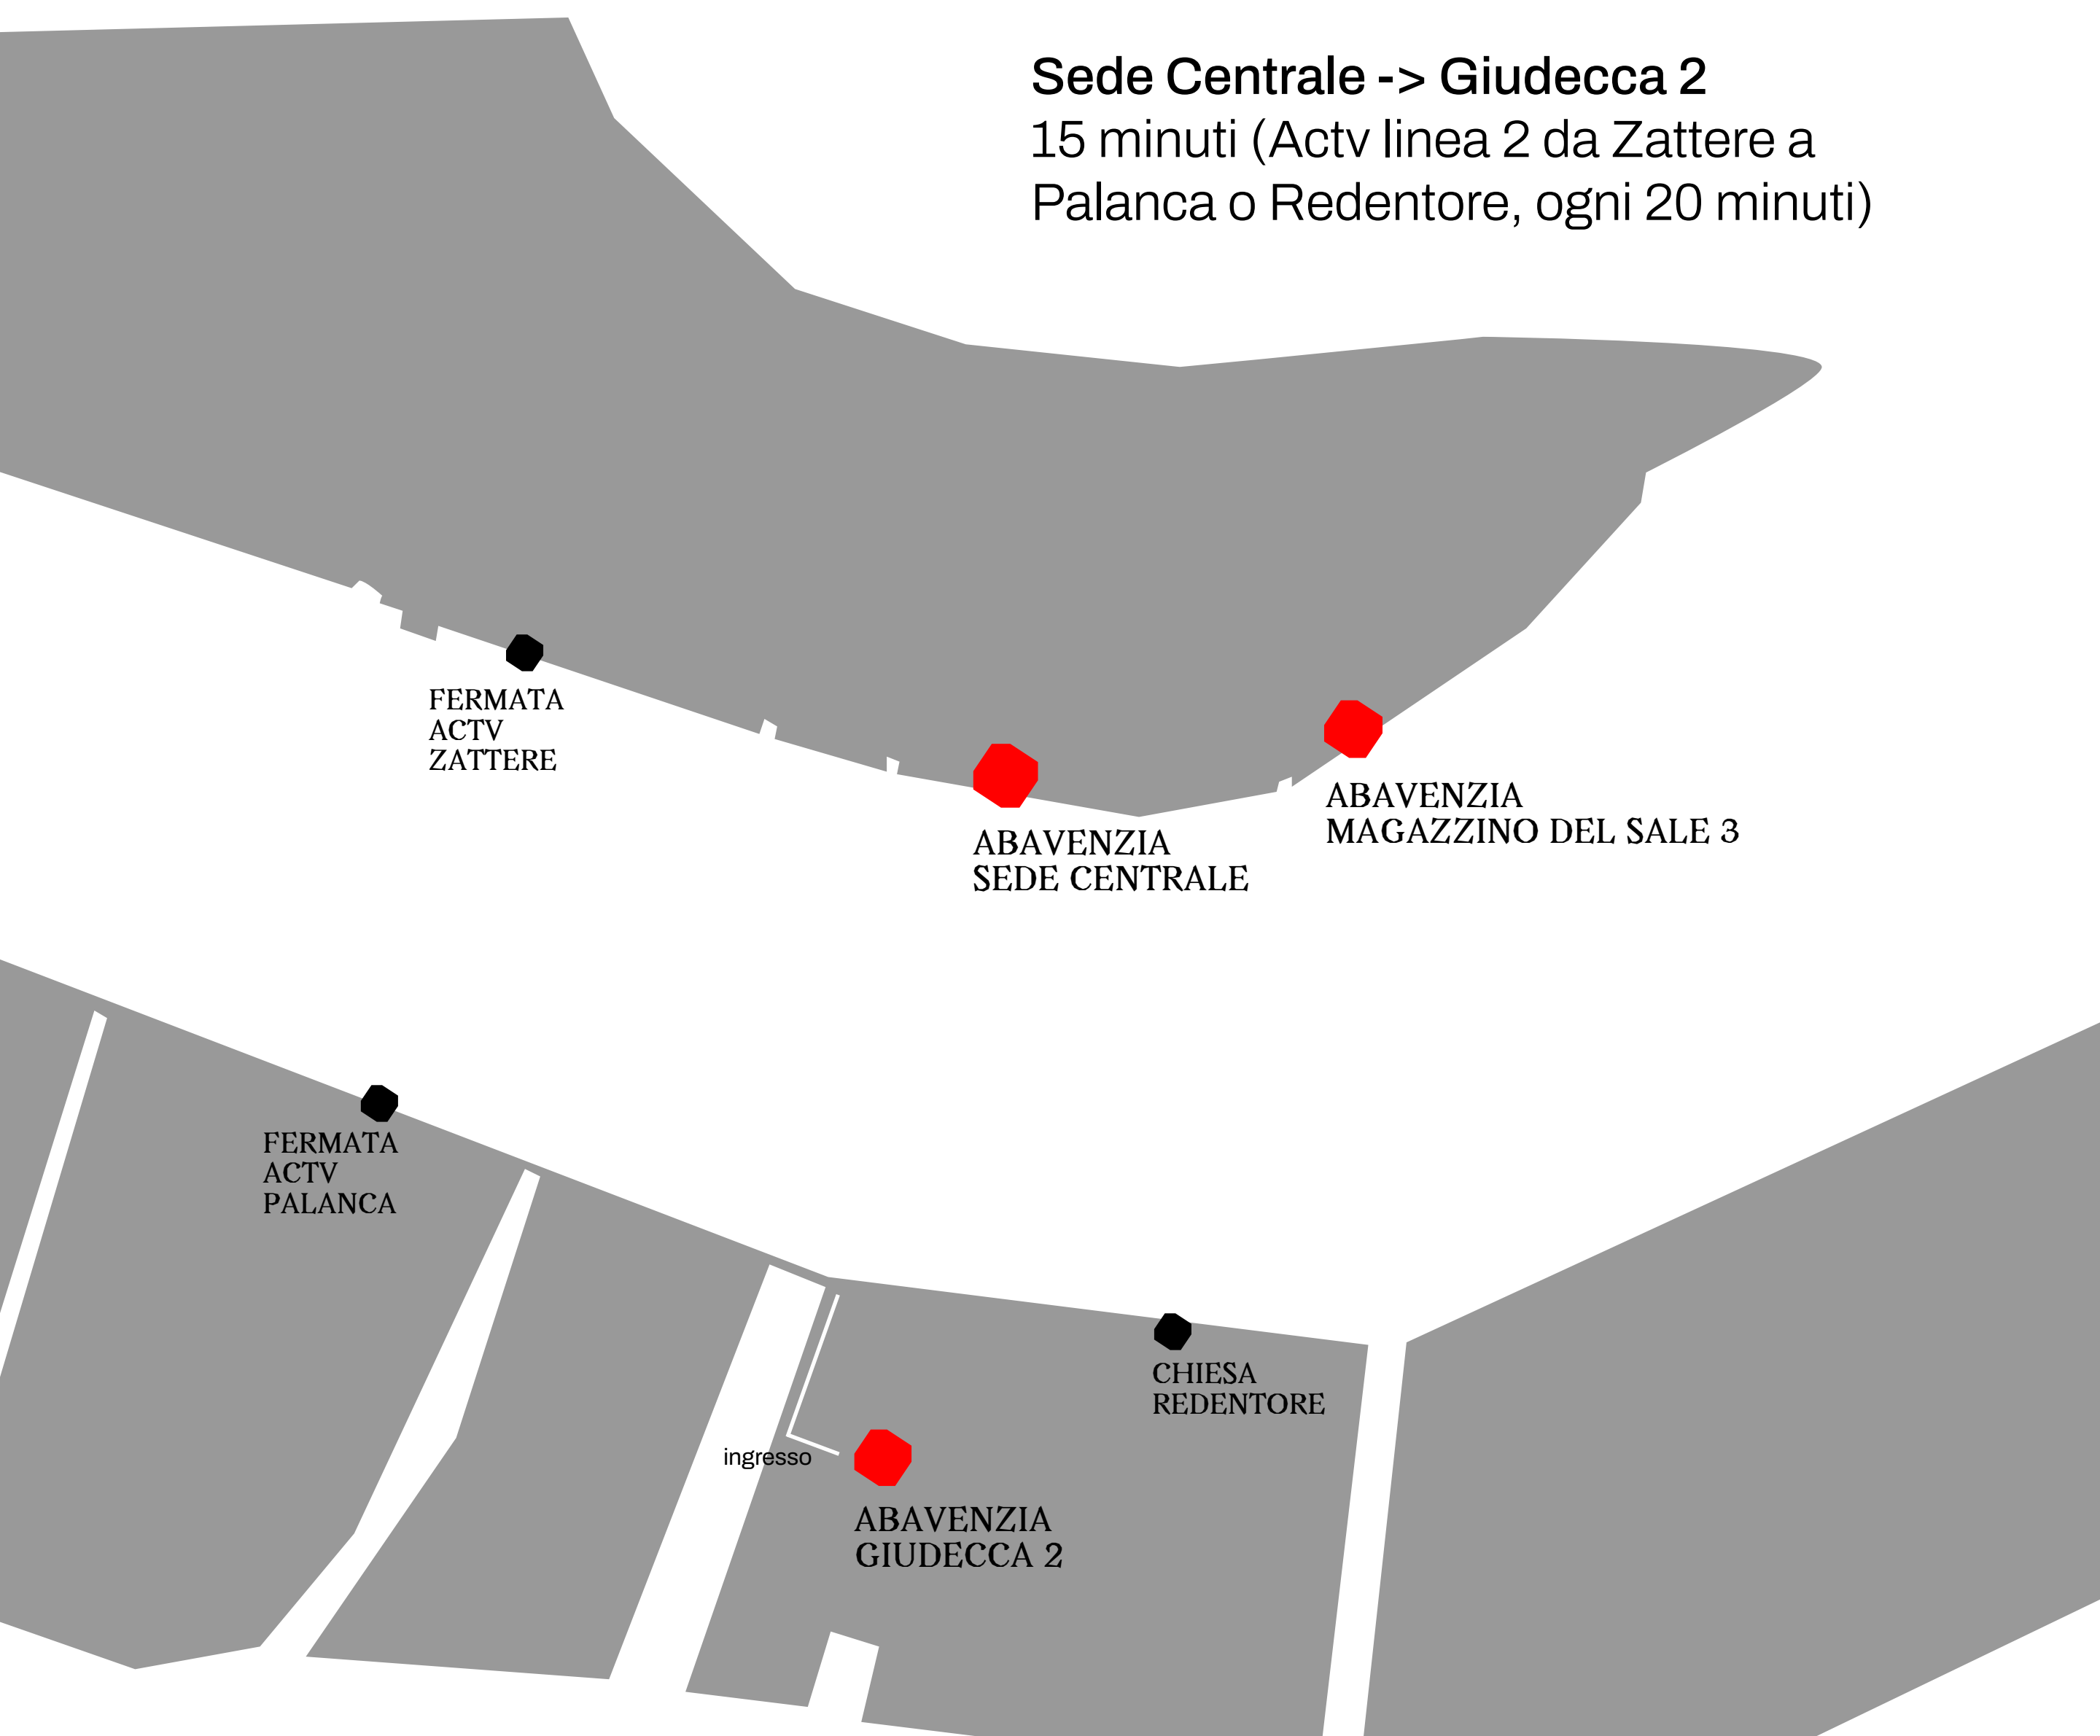 Sede Centrale -> Giudecca 2
15 minuti (Actv linea 2 da Zattere a
Palanca o Redentore, ogni 20 minuti)
FERMATA
ACTV
ZATTERE
ABAVENZIA
MAGAZZINO DEL SALE 3
ABAVENZIA
SEDE CENTRALE
FERMATA
ACTV
PALANCA
CHIESA
REDENTORE
ingresso
ABAVENZIA
GIUDECCA 2